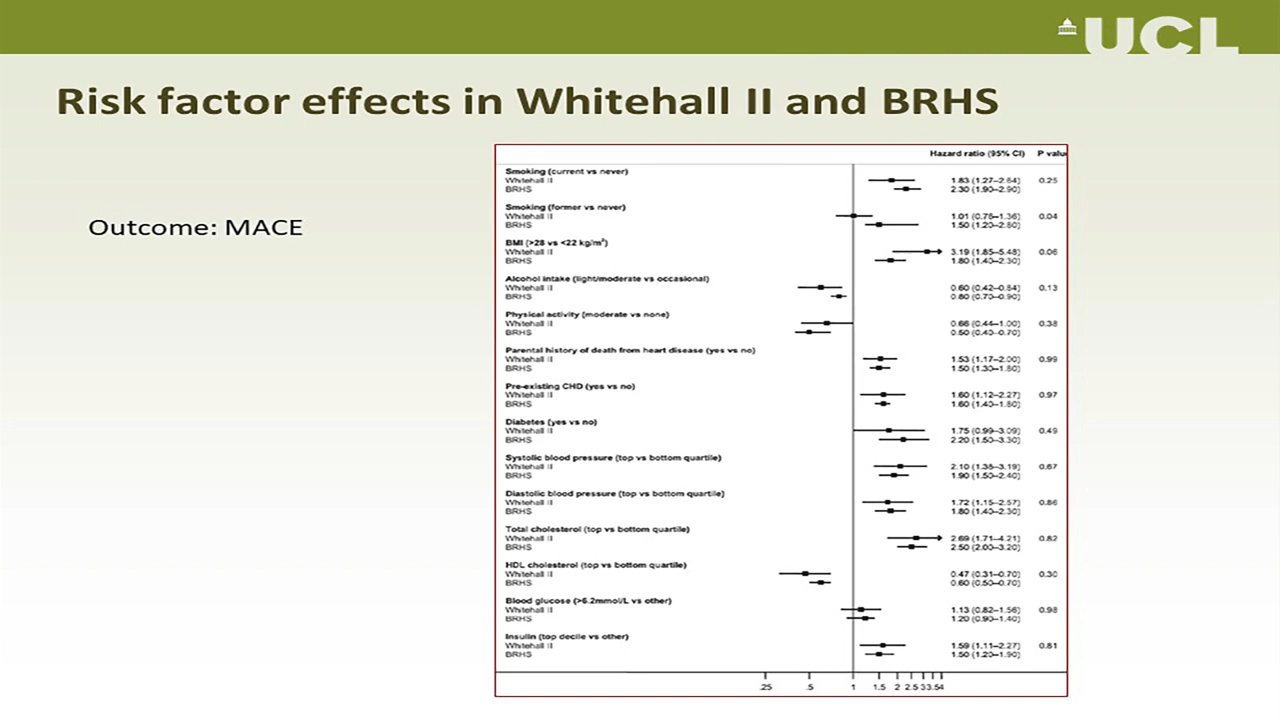 UCL
Risk factor effects in Whitehall II and BRHS
Outcome: MACE
Hazard ratio (95% CI) P valu
Smoking (current vs never)
Whitehall II 1.83 (1.27–2.64) 0.25
BRHS 2.30 (1.90–2.90)
Smoking (former vs never)
Whitehall II 1.01 (0.75–1.36) 0.04
BRHS 1.50 (1.20–2.80)
BMI (>28 vs <22 kg/m²)
Whitehall II 3.19 (1.85–5.48) 0.06
BRHS 1.80 (1.40–2.30)
Alcohol intake (light/moderate vs occasional)
Whitehall II 0.60 (0.42–0.84) 0.13
BRHS 0.80 (0.70–0.90)
Physical activity (moderate vs none)
Whitehall II 0.66 (0.44–1.00) 0.38
BRHS 0.50 (0.40–0.70)
Parental history of death from heart disease (yes vs no)
Whitehall II 1.53 (1.17–2.00) 0.99
BRHS 1.50 (1.30–1.80)
Pre-existing CHD (yes vs no)
Whitehall II 1.60 (1.12–2.27) 0.97
BRHS 1.60 (1.40–1.80)
Diabetes (yes vs no)
Whitehall II 1.75 (0.99–3.09) 0.49
BRHS 2.20 (1.50–3.30)
Systolic blood pressure (top vs bottom quartile)
Whitehall II 2.10 (1.38–3.19) 0.67
BRHS 1.90 (1.50–2.40)
Diastolic blood pressure (top vs bottom quartile)
Whitehall II 1.72 (1.15–2.57) 0.86
BRHS 1.80 (1.40–2.30)
Total cholesterol (top vs bottom quartile)
Whitehall II 2.69 (1.71–4.21) 0.82
BRHS 2.50 (2.00–3.20)
HDL cholesterol (top vs bottom quartile)
Whitehall II 0.47 (0.31–0.70) 0.30
BRHS 0.60 (0.50–0.70)
Blood glucose (>6.2mmol/L vs other)
Whitehall II 1.13 (0.82–1.56) 0.98
BRHS 1.20 (0.90–1.40)
Insulin (top decile vs other)
Whitehall II 1.59 (1.11–2.27) 0.81
BRHS 1.50 (1.20–1.90)
.25 .5 1 1.5 2 2.5 3 3.5 4